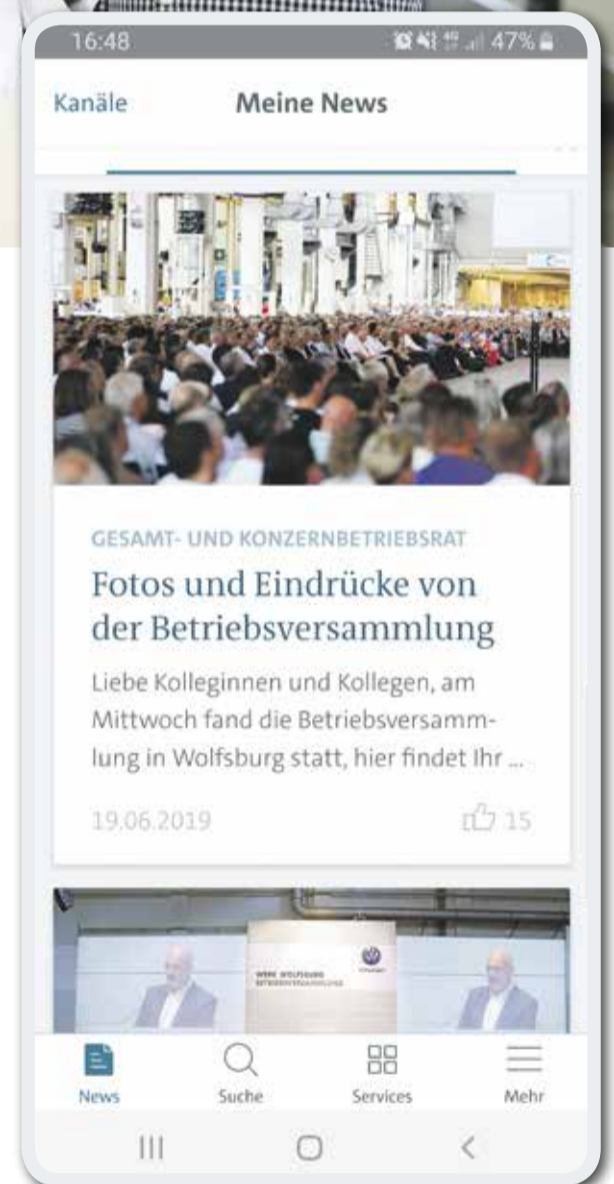 16:48 47%
Kanäle Meine News
GESAMT- UND KONZERNBETRIEBSRAT
Fotos und Eindrücke von
der Betriebsversammlung
Liebe Kolleginnen und Kollegen, am
Mittwoch fand die Betriebsversamm-
lung in Wolfsburg statt, hier findet Ihr ...
19.06.2019 15
WERK WOLFSBURG
BETRIEBSVERSAMMLUNG
News Suche Services Mehr